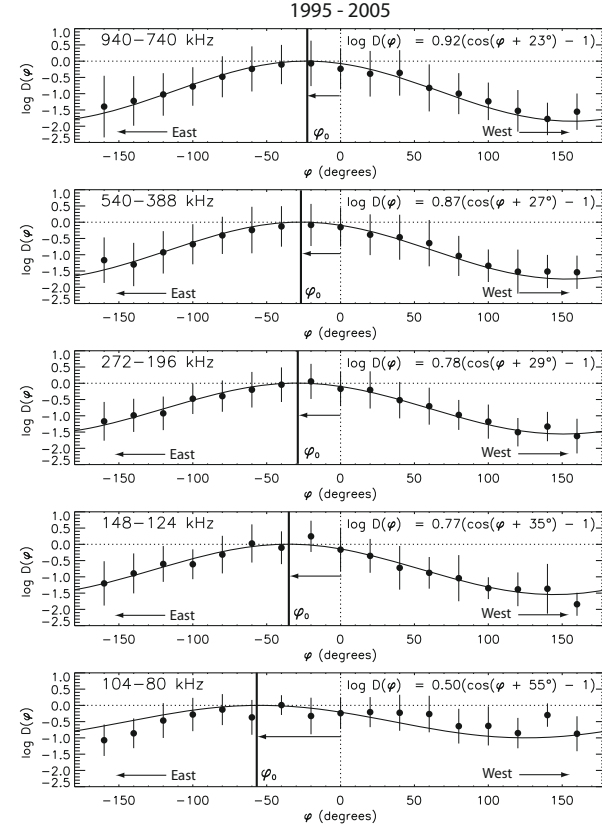 1995 - 2005
940-740 kHz
log D(φ) = 0.92(cos(φ + 23°) - 1)
1.0
0.5
0.0
-0.5
-1.0
-1.5
-2.0
-2.5
log D(φ)
East
φ₀
West
-150 -100 -50 0 50 100 150
φ (degrees)
540-388 kHz
log D(φ) = 0.87(cos(φ + 27°) - 1)
1.0
0.5
0.0
-0.5
-1.0
-1.5
-2.0
-2.5
log D(φ)
East
φ₀
West
-150 -100 -50 0 50 100 150
φ (degrees)
272-196 kHz
log D(φ) = 0.78(cos(φ + 29°) - 1)
1.0
0.5
0.0
-0.5
-1.0
-1.5
-2.0
-2.5
log D(φ)
East
φ₀
West
-150 -100 -50 0 50 100 150
φ (degrees)
148-124 kHz
log D(φ) = 0.77(cos(φ + 35°) - 1)
1.0
0.5
0.0
-0.5
-1.0
-1.5
-2.0
-2.5
log D(φ)
East
φ₀
West
-150 -100 -50 0 50 100 150
φ (degrees)
104-80 kHz
log D(φ) = 0.50(cos(φ + 55°) - 1)
1.0
0.5
0.0
-0.5
-1.0
-1.5
-2.0
-2.5
log D(φ)
East
φ₀
West
-150 -100 -50 0 50 100 150
φ (degrees)